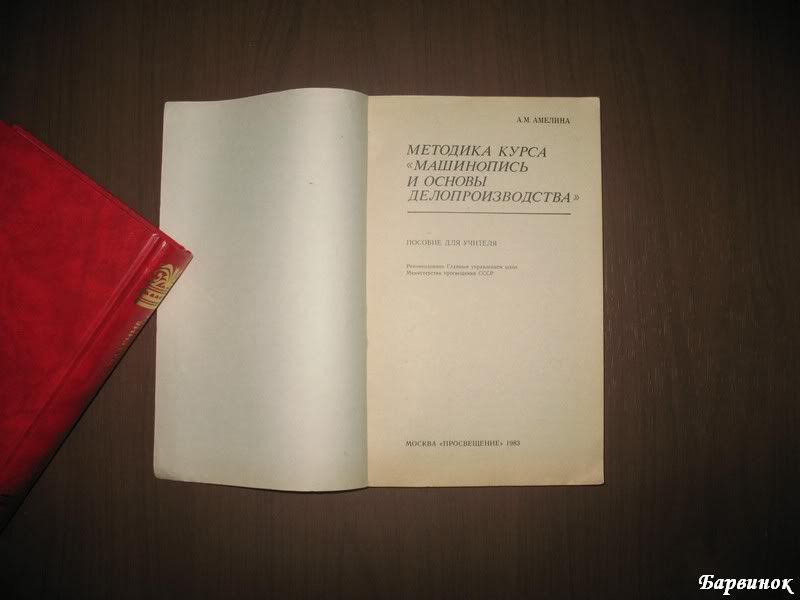 А.М. АМЕЛИНА
МЕТОДИКА КУРСА
«МАШИНОПИСЬ
И ОСНОВЫ
ДЕЛОПРОИЗВОДСТВА»
ПОСОБИЕ ДЛЯ УЧИТЕЛЯ
Рекомендовано Главным управлением школ
Министерства просвещения СССР
МОСКВА «ПРОСВЕЩЕНИЕ» 1983
Барвинок